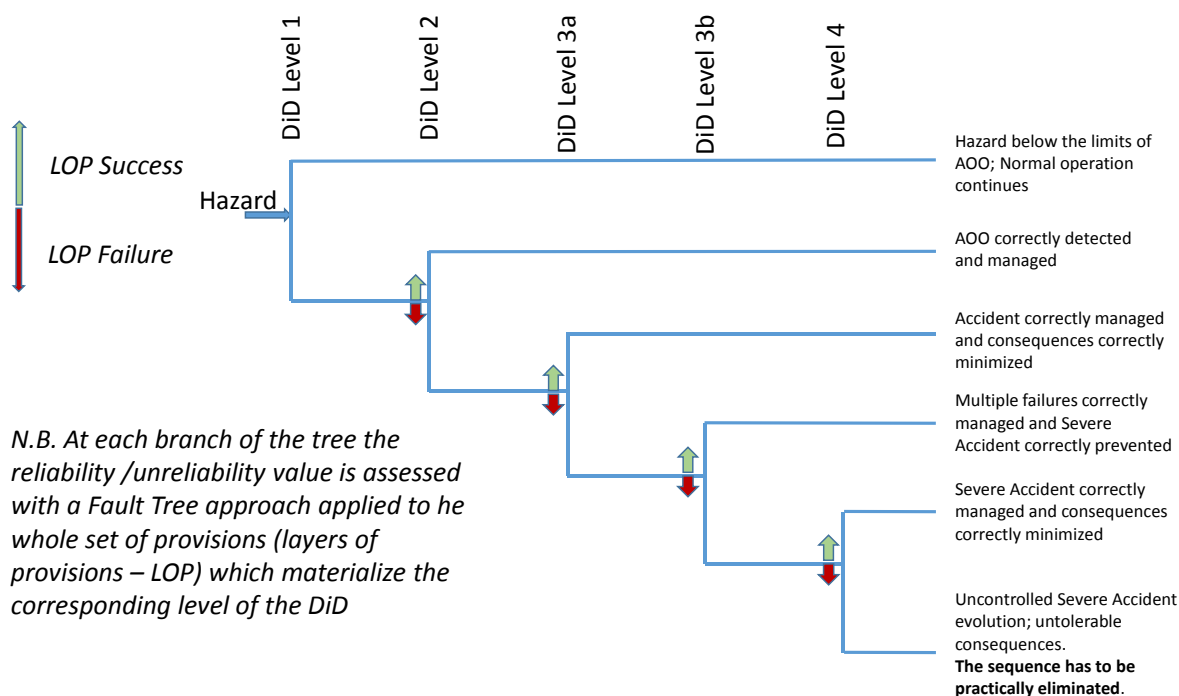 DiD Level 1
DiD Level 2
DiD Level 3a
DiD Level 3b
DiD Level 4
LOP Success
Hazard
LOP Failure
Hazard below the limits of
AOO; Normal operation
continues
AOO correctly detected
and managed
Accident correctly managed
and consequences correctly
minimized
Multiple failures correctly
managed and Severe
Accident correctly prevented
Severe Accident correctly
managed and consequences
correctly minimized
Uncontrolled Severe Accident
evolution; untolerable
consequences.
The sequence has to be
practically eliminated.
N.B. At each branch of the tree the
reliability /unreliability value is assessed
with a Fault Tree approach applied to he
whole set of provisions (layers of
provisions – LOP) which materialize the
corresponding level of the DiD